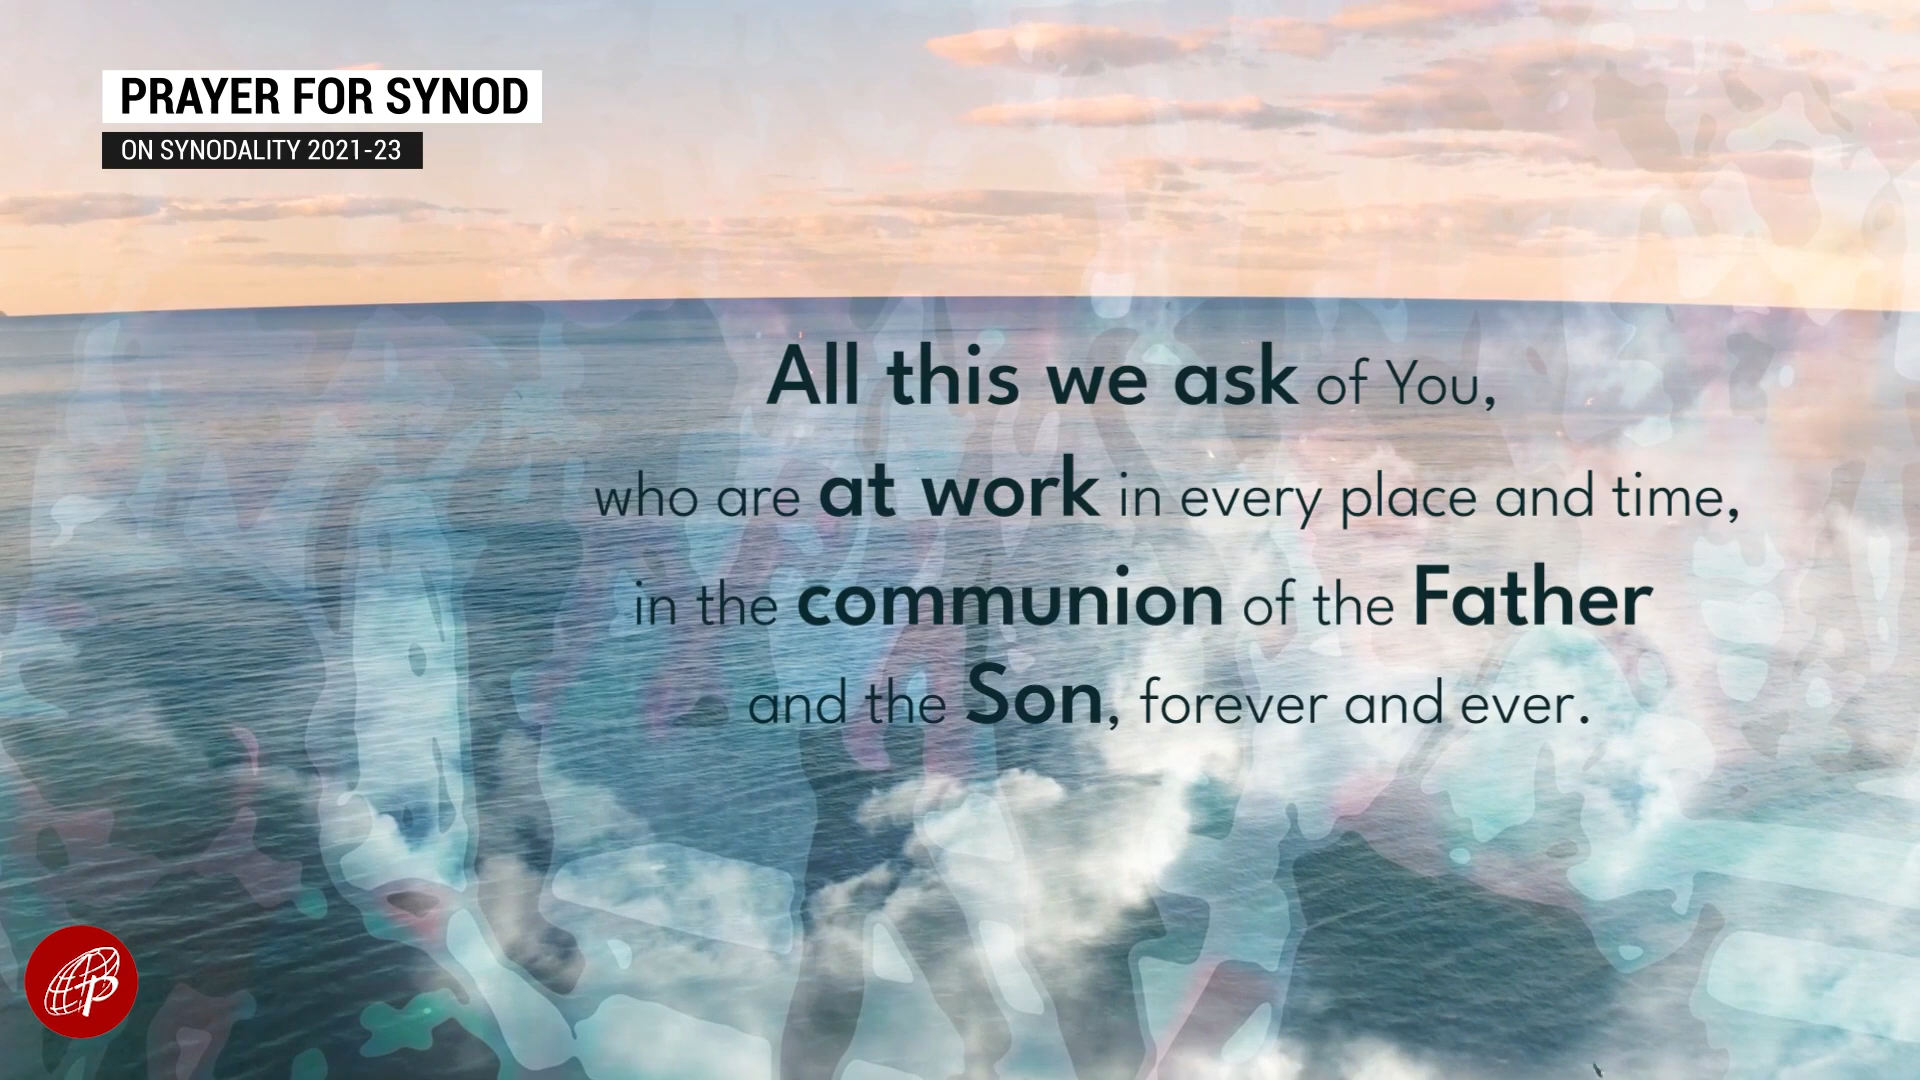 PRAYER FOR SYNOD
ON SYNODALITY 2021-23
All this we ask of You,
who are at work in every place and time,
in the communion of the Father
and the Son, forever and ever.